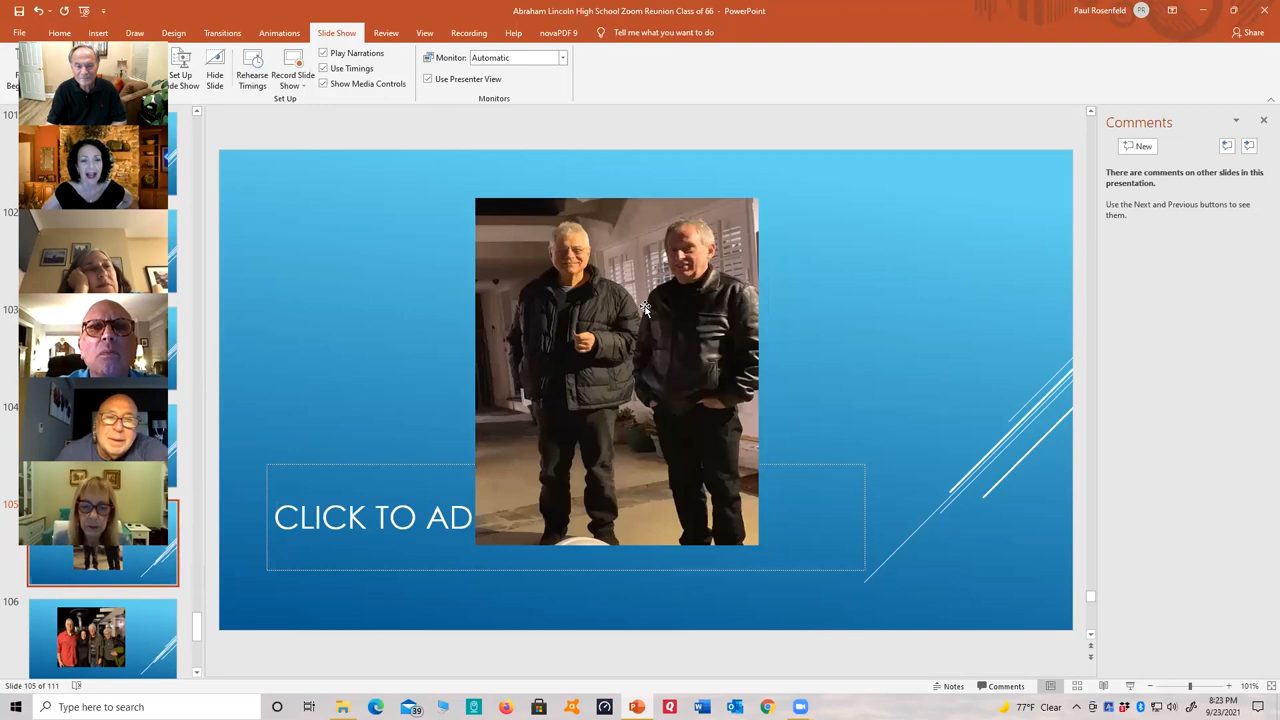 Abraham Lincoln High School Zoom Reunion Class of 66 - PowerPoint
Paul Rosenfeld
PR
File
Home
Insert
Draw
Design
Transitions
Animations
Slide Show
Review
View
Recording
Help
novaPDF 9
Tell me what you want to do
Share
Set Up
Hide
Slide
Rehearse
Timings
Record Slide
Show
Play Narrations
Use Timings
Show Media Controls
Set Up
Monitor:
Automatic
Use Presenter View
Monitors
101
102
103
104
105
106
CLICK TO AD
Comments
New
There are comments on other slides in this
presentation.
Use the Next and Previous buttons to see
them.
Slide 105 of 111
Notes
Comments
101%
Type here to search
39
77°F Clear
8:23 PM
9/23/2021